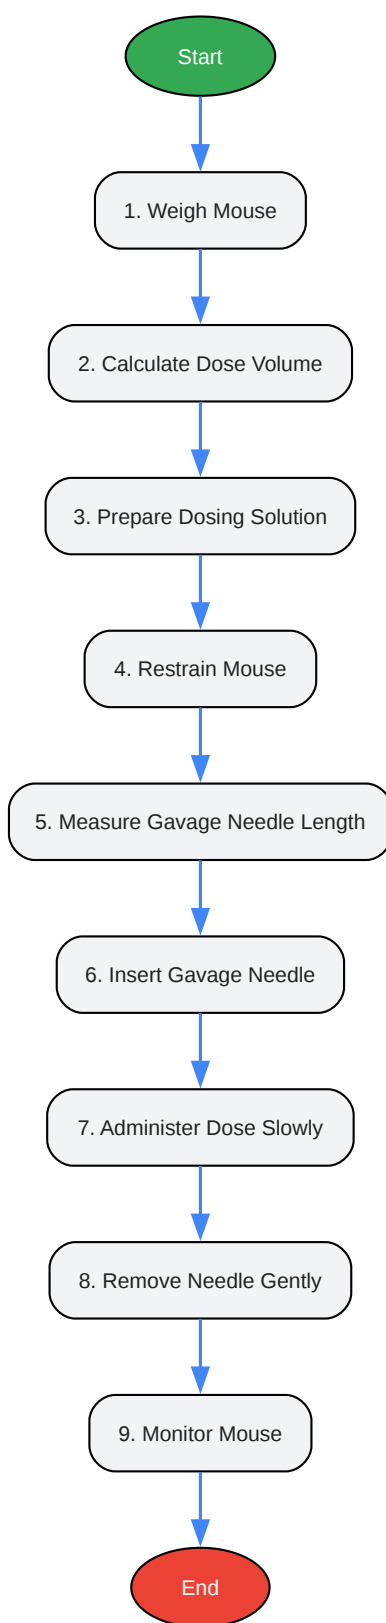 Start
1. Weigh Mouse
2. Calculate Dose Volume
3. Prepare Dosing Solution
4. Restrain Mouse
5. Measure Gavage Needle Length
6. Insert Gavage Needle
7. Administer Dose Slowly
8. Remove Needle Gently
9. Monitor Mouse
End